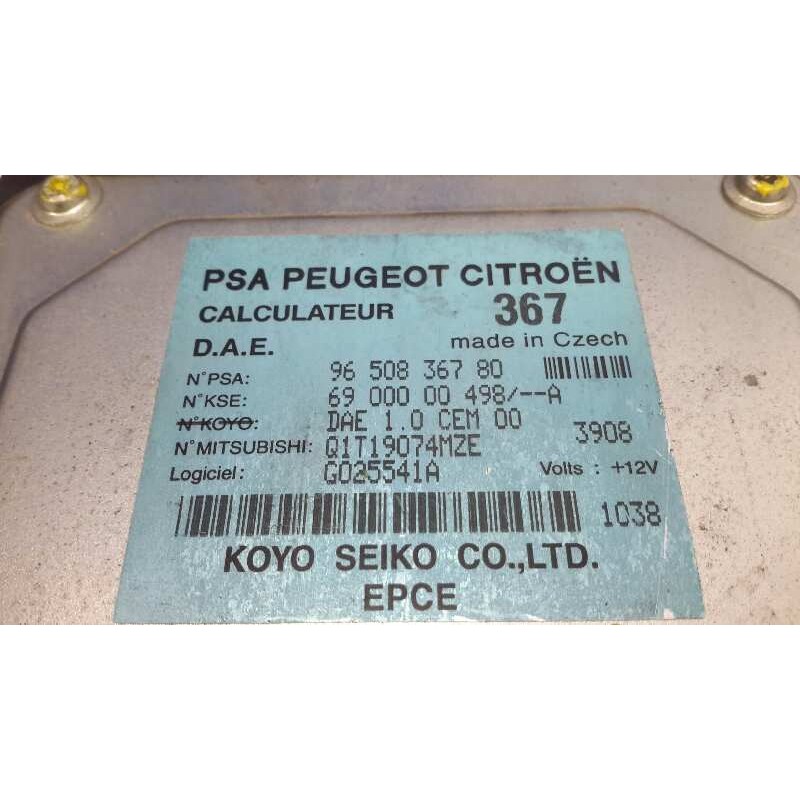 PSA PEUGEOT CITROËN
CALCULATEUR 367
D.A.E. made in Czech
N°PSA: 96 508 367 80
N°KSE: 69 000 00 498/--A
N°KOYO: DAE 1.0 CEM 00
3908
N°MITSUBISHI: Q1T19074MZE
Logiciel: G025541A Volts : +12V
1038
KOYO SEIKO CO.,LTD.
EPCE